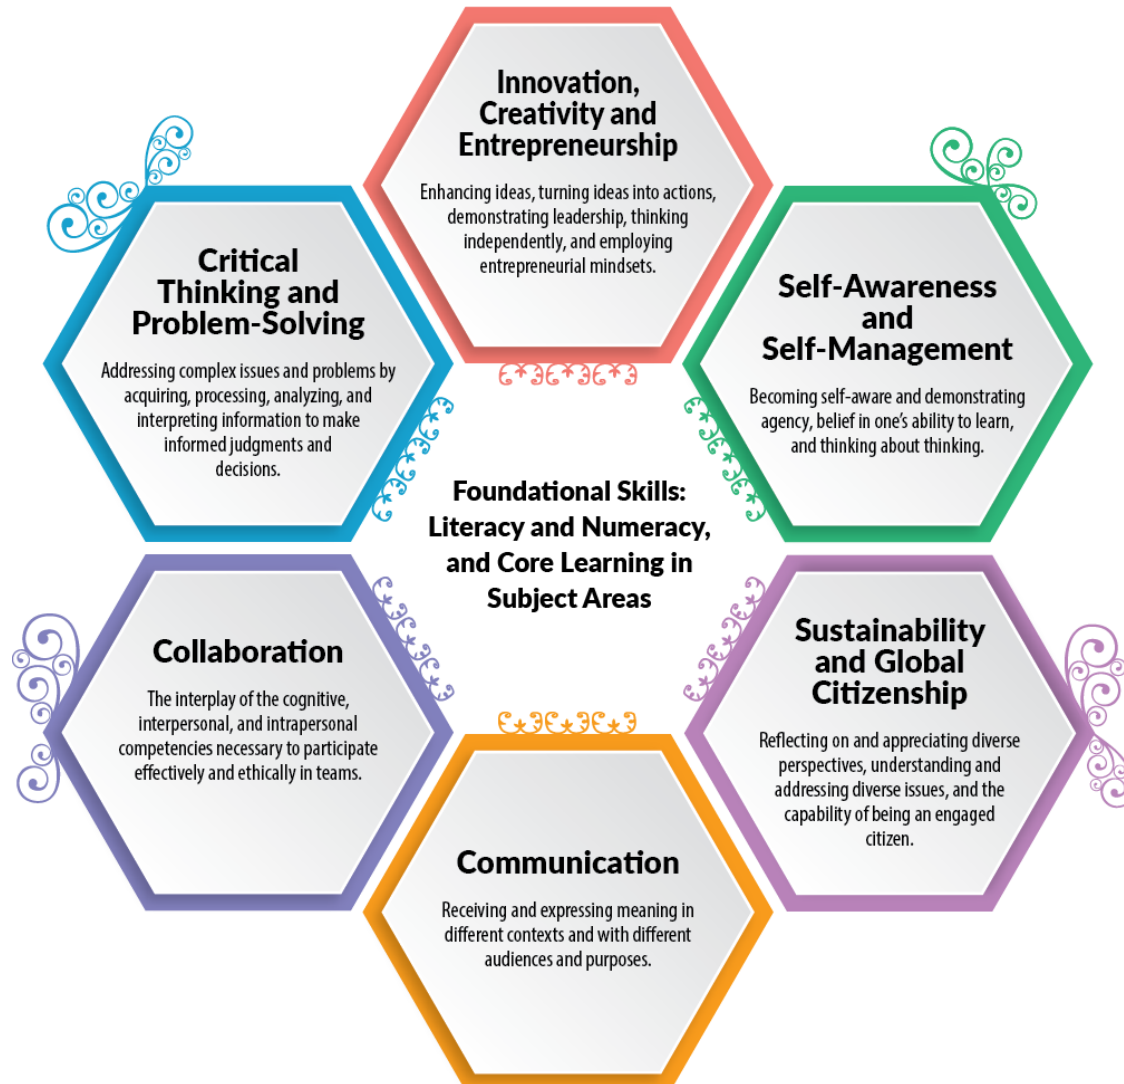 Innovation,
Creativity and
Entrepreneurship
Enhancing ideas, turning ideas into actions,
demonstrating leadership, thinking
independently, and employing
entrepreneurial mindsets.
Critical
Thinking and
Problem-Solving
Addressing complex issues and problems by
acquiring, processing, analyzing, and
interpreting information to make
informed judgments and
decisions.
Self-Awareness
and
Self-Management
Becoming self-aware and demonstrating
agency, belief in one's ability to learn,
and thinking about thinking.
Foundational Skills:
Literacy and Numeracy,
and Core Learning in
Subject Areas
Collaboration
The interplay of the cognitive,
interpersonal, and intrapersonal
competencies necessary to participate
effectively and ethically in teams.
Sustainability
and Global
Citizenship
Reflecting on and appreciating diverse
perspectives, understanding and
addressing diverse issues, and the
capability of being an engaged
citizen.
Communication
Receiving and expressing meaning in
different contexts and with different
audiences and purposes.